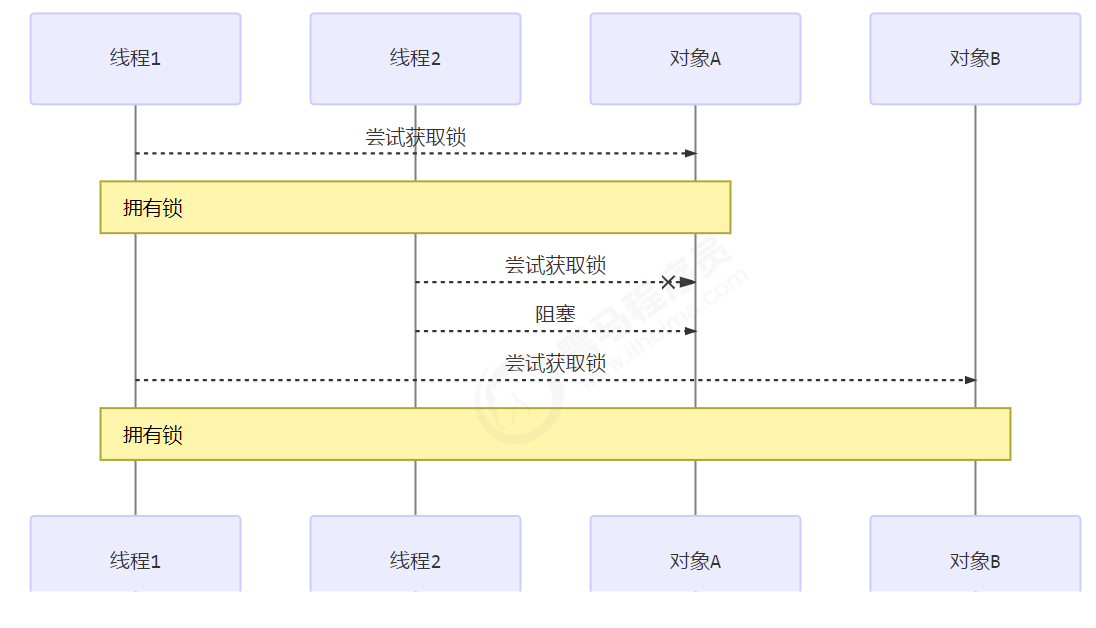 线程1
线程2
对象A
对象B
尝试获取锁
拥有锁
尝试获取锁
阻塞
尝试获取锁
拥有锁
线程1
线程2
对象A
对象B
黑马程序员
www.itheima.com